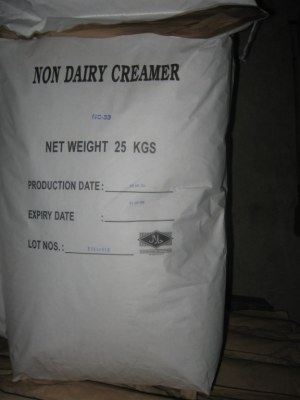 NON DAIRY CREAMER
NET WEIGHT 25 KGS
PRODUCTION DATE :
EXPIRY DATE :
LOT NOS. :